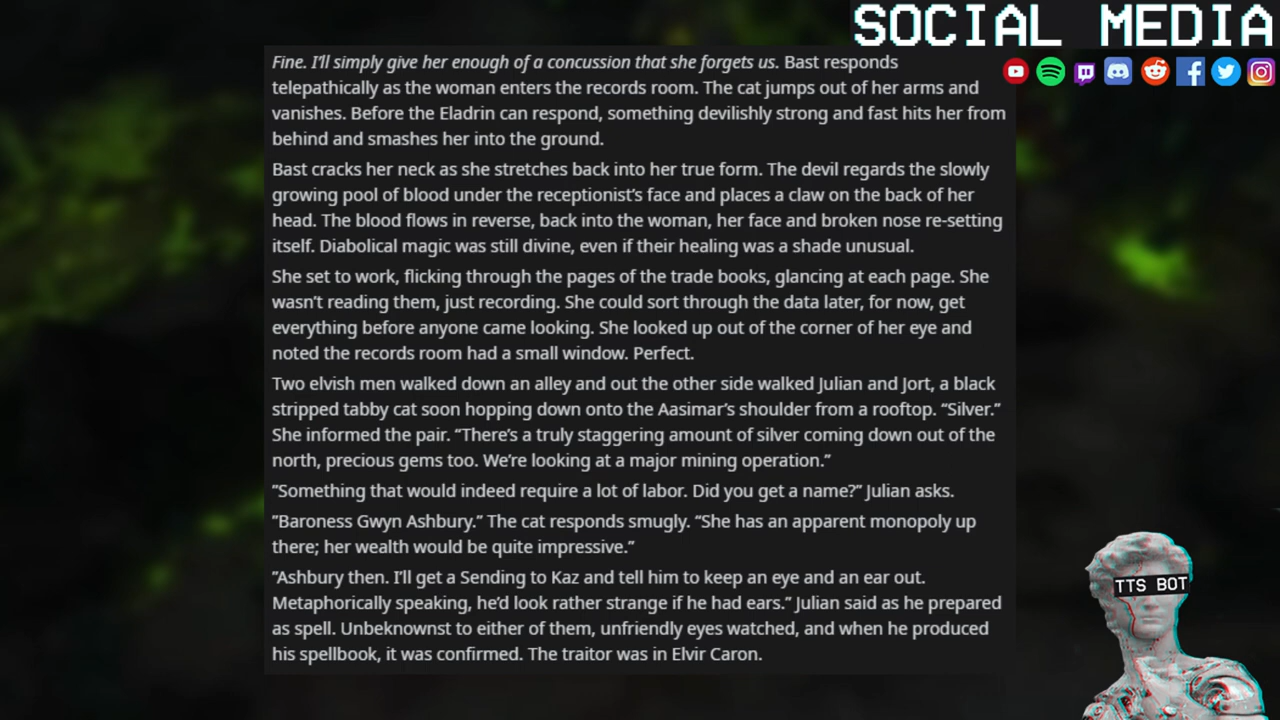 SOCIAL MEDIA
Fine. I'll simply give her enough of a concussion that she forgets us. Bast responds
telepathically as the woman enters the records room. The cat jumps out of her arms and
vanishes. Before the Eladrin can respond, something devilishly strong and fast hits her from
behind and smashes her into the ground.
Bast cracks her neck as she stretches back into her true form. The devil regards the slowly
growing pool of blood under the receptionist's face and places a claw on the back of her
head. The blood flows in reverse, back into the woman, her face and broken nose re-setting
itself. Diabolical magic was still divine, even if their healing was a shade unusual.
She set to work, flicking through the pages of the trade books, glancing at each page. She
wasn't reading them, just recording. She could sort through the data later, for now, get
everything before anyone came looking. She looked up out of the corner of her eye and
noted the records room had a small window. Perfect.
Two elvish men walked down an alley and out the other side walked Julian and Jort, a black
stripped tabby cat soon hopping down onto the Aasimar's shoulder from a rooftop. “Silver.”
She informed the pair. “There's a truly staggering amount of silver coming down out of the
north, precious gems too. We're looking at a major mining operation.”
”Something that would indeed require a lot of labor. Did you get a name?” Julian asks.
”Baroness Gwyn Ashbury.” The cat responds smugly. “She has an apparent monopoly up
there; her wealth would be quite impressive.”
”Ashbury then. I'll get a Sending to Kaz and tell him to keep an eye and an ear out.
Metaphorically speaking, he'd look rather strange if he had ears.” Julian said as he prepared
as spell. Unbeknownst to either of them, unfriendly eyes watched, and when he produced
his spellbook, it was confirmed. The traitor was in Elvir Caron.
TTS BOT